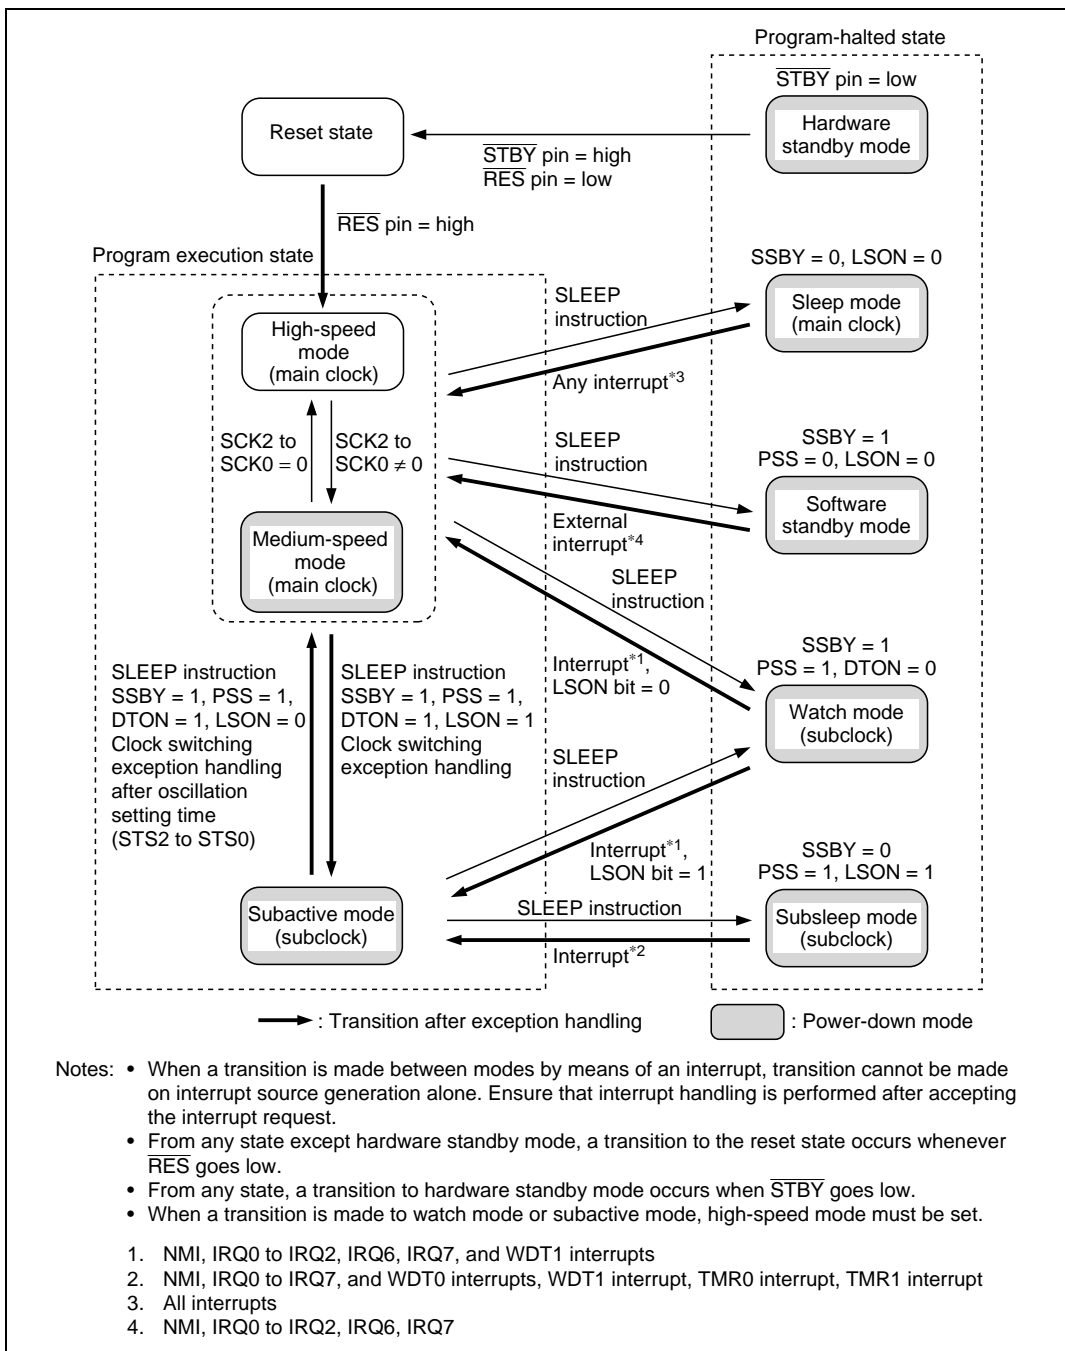 Program-halted state
STBY pin = low
Hardware
standby mode
Reset state
STBY pin = high
RES pin = low
RES pin = high
Program execution state
SSBY = 0, LSON = 0
Sleep mode
(main clock)
SLEEP
instruction
Any interrupt*3
High-speed
mode
(main clock)
SCK2 to
SCK0 = 0
SCK2 to
SCK0 ≠ 0
SLEEP
instruction
External
interrupt*4
SSBY = 1
PSS = 0, LSON = 0
Software
standby mode
Medium-speed
mode
(main clock)
SLEEP
instruction
Interrupt*1,
LSON bit = 0
SSBY = 1
PSS = 1, DTON = 0
Watch mode
(subclock)
SLEEP instruction
SSBY = 1, PSS = 1,
DTON = 1, LSON = 0
Clock switching
exception handling
after oscillation
setting time
(STS2 to STS0)
SLEEP instruction
SSBY = 1, PSS = 1,
DTON = 1, LSON = 1
Clock switching
exception handling
SLEEP
instruction
Interrupt*1,
LSON bit = 1
SSBY = 0
PSS = 1, LSON = 1
Subactive mode
(subclock)
SLEEP instruction
Interrupt*2
Subsleep mode
(subclock)
: Transition after exception handling
: Power-down mode
Notes: • When a transition is made between modes by means of an interrupt, transition cannot be made
on interrupt source generation alone. Ensure that interrupt handling is performed after accepting
the interrupt request.
• From any state except hardware standby mode, a transition to the reset state occurs whenever
RES goes low.
• From any state, a transition to hardware standby mode occurs when STBY goes low.
• When a transition is made to watch mode or subactive mode, high-speed mode must be set.
1. NMI, IRQ0 to IRQ2, IRQ6, IRQ7, and WDT1 interrupts
2. NMI, IRQ0 to IRQ7, and WDT0 interrupts, WDT1 interrupt, TMR0 interrupt, TMR1 interrupt
3. All interrupts
4. NMI, IRQ0 to IRQ2, IRQ6, IRQ7